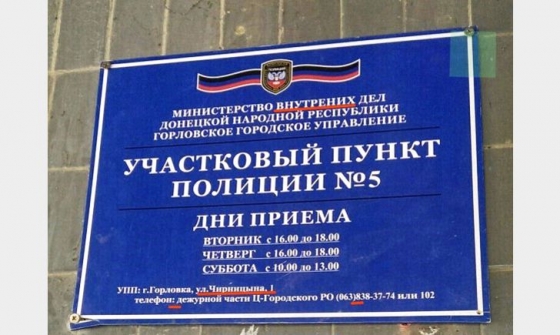 МИНИСТЕРСТВО ВНУТРЕНИХ ДЕЛ
ДОНЕЦКОЙ НАРОДНОЙ РЕСПУБЛИКИ
ГОРЛОВСКОЕ ГОРОДСКОЕ УПРАВЛЕНИЕ
УЧАСТКОВЫЙ ПУНКТ
ПОЛИЦИИ №5
ДНИ ПРИЕМА
ВТОРНИК с 16.00 до 18.00
ЧЕТВЕРГ с 16.00 до 18.00
СУББОТА с 10.00 до 13.00
УПП: г.Горловка, ул.Чирницына, 1
телефон: дежурной части Ц-Городского РО (063)838-37-74 или 102